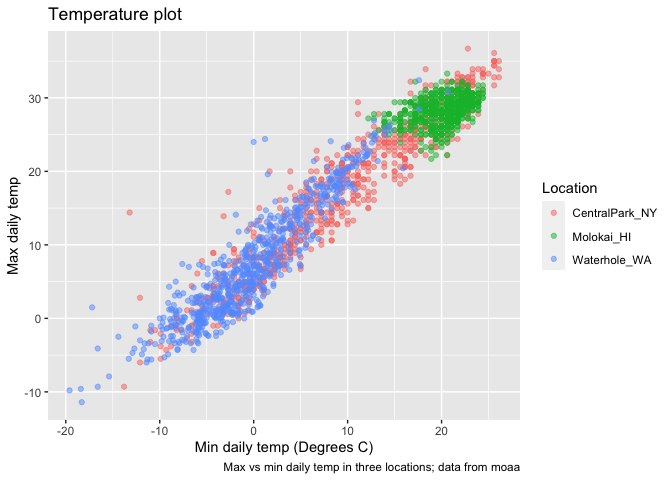 Temperature plot
Max daily temp
30
20
10
0
-10
-20
-10
0
10
20
Min daily temp (Degrees C)
Max vs min daily temp in three locations; data from moaa
Location
CentralPark_NY
Molokai_HI
Waterhole_WA